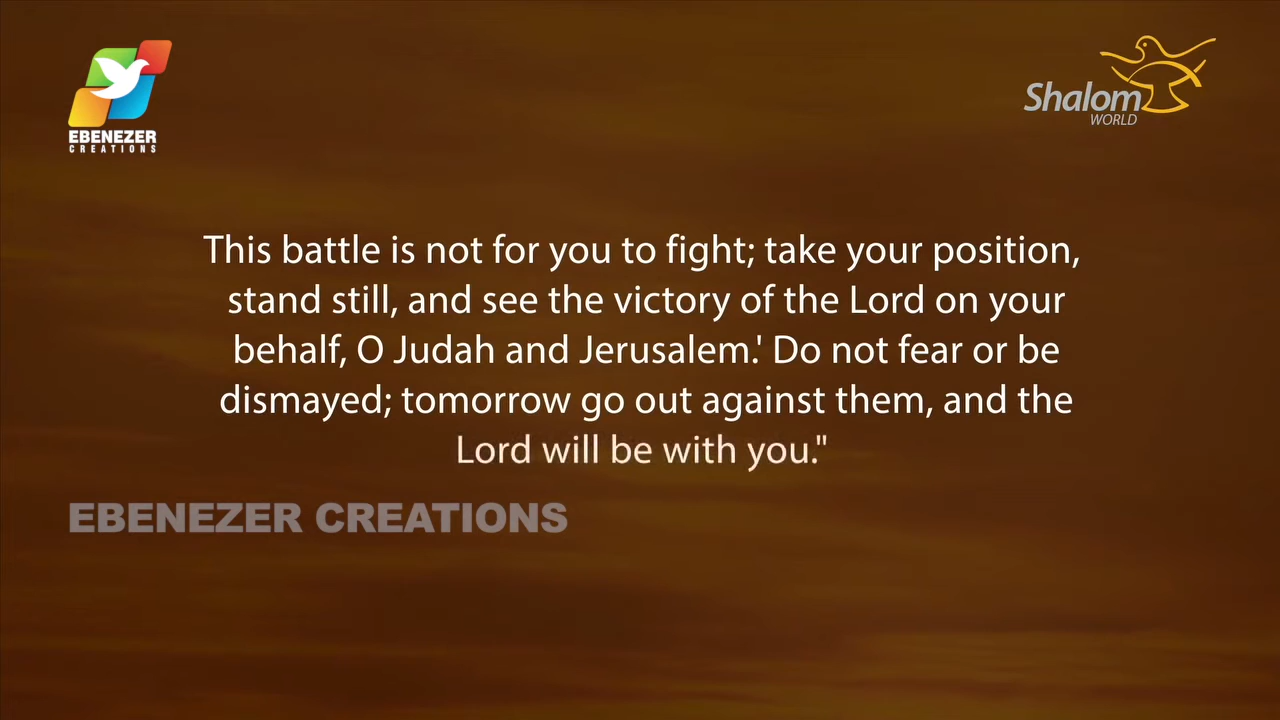 EBENEZER
CREATIONS
Shalom
WORLD
This battle is not for you to fight; take your position,
stand still, and see the victory of the Lord on your
behalf, O Judah and Jerusalem.' Do not fear or be
dismayed; tomorrow go out against them, and the
Lord will be with you."
EBENEZER CREATIONS